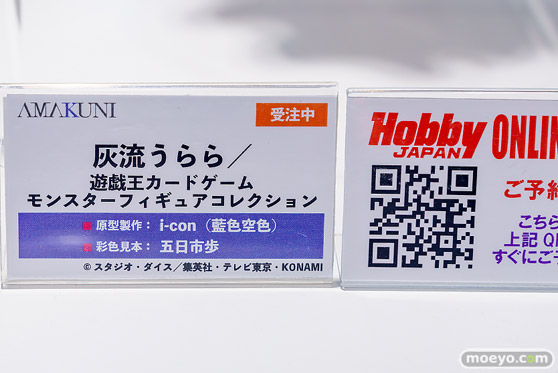 AMAKUNI
受注中
灰流うらら／
遊戯王カードゲーム
モンスターフィギュアコレクション
原型製作： i-con（藍色空色）
彩色見本： 五日市歩
© スタジオ・ダイス／集英社・テレビ東京・KONAMI
Hobby JAPAN ONLIN
ご予約
こちら
上記 Q
すぐにご
moeyo.com